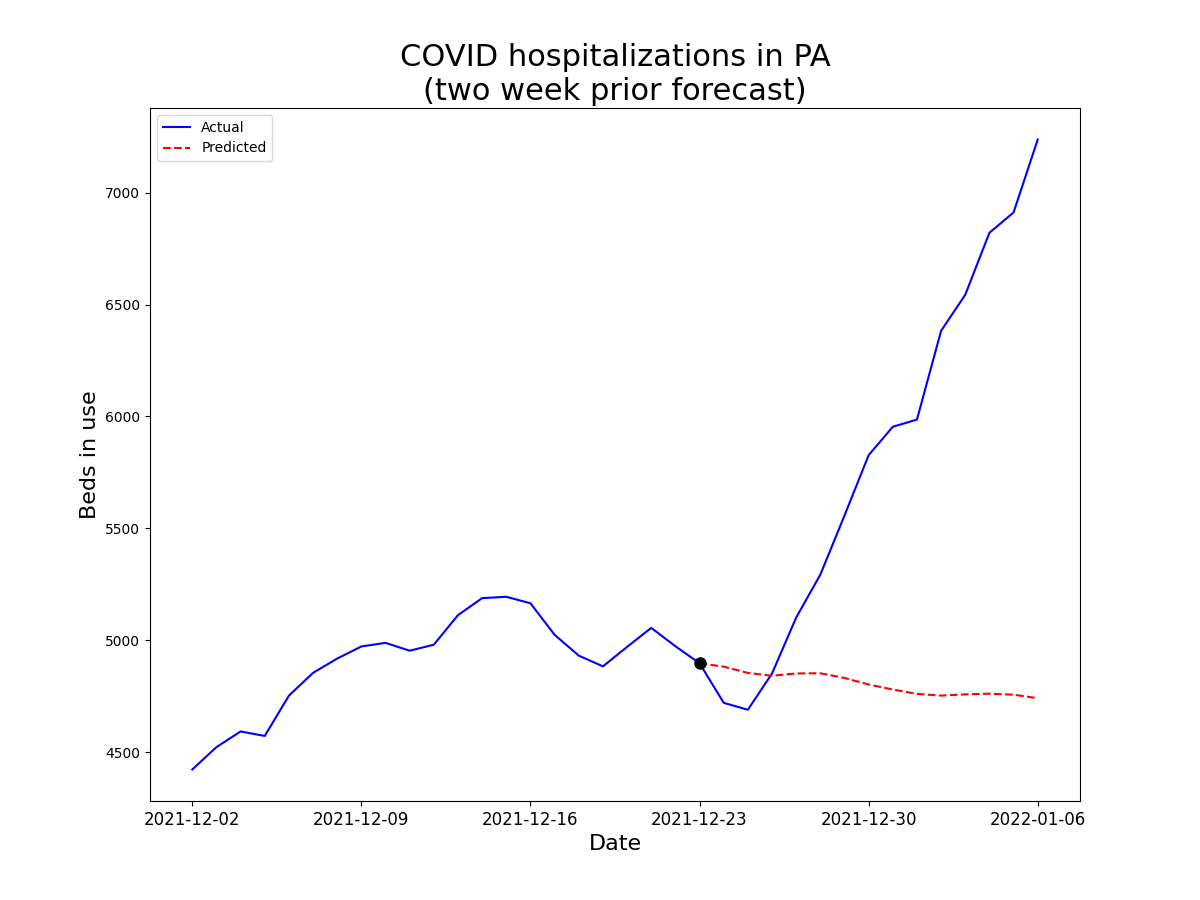 COVID hospitalizations in PA
(two week prior forecast)
Actual
Predicted
Beds in use
7000
6500
6000
5500
5000
4500
2021-12-02 2021-12-09 2021-12-16 2021-12-23 2021-12-30 2022-01-06
Date